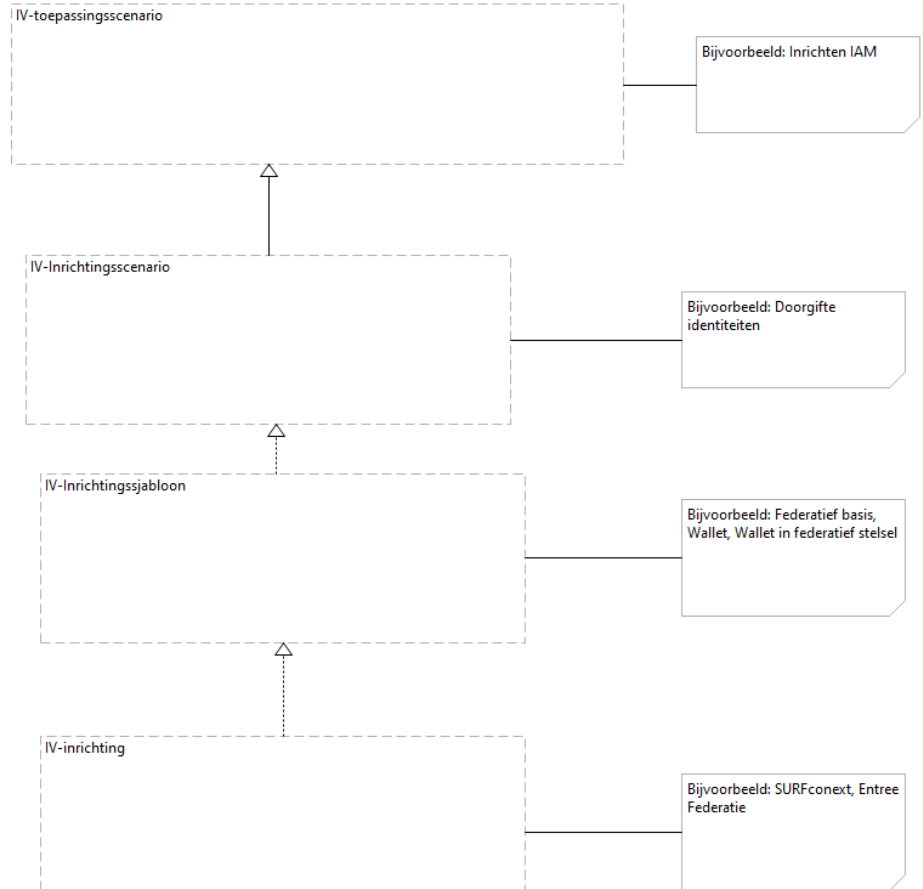 IV-toepassingsscenario
Bijvoorbeeld: Inrichten IAM
IV-Inrichtingsscenario
Bijvoorbeeld: Doorgifte
identiteiten
IV-Inrichtingssjabloon
Bijvoorbeeld: Federatief basis,
Wallet, Wallet in federatief stelsel
IV-inrichting
Bijvoorbeeld: SURFconext, Entree
Federatie